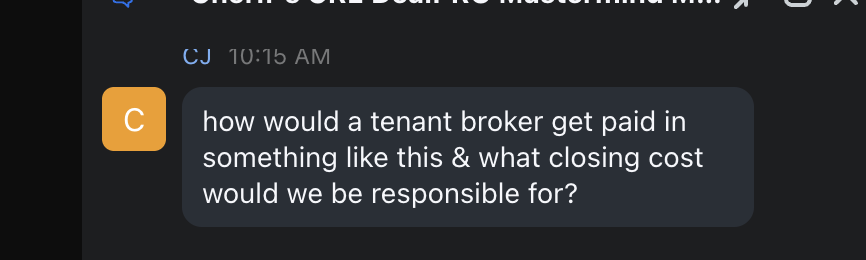 CJ 10:15 AM
C
how would a tenant broker get paid in
something like this & what closing cost
would we be responsible for?